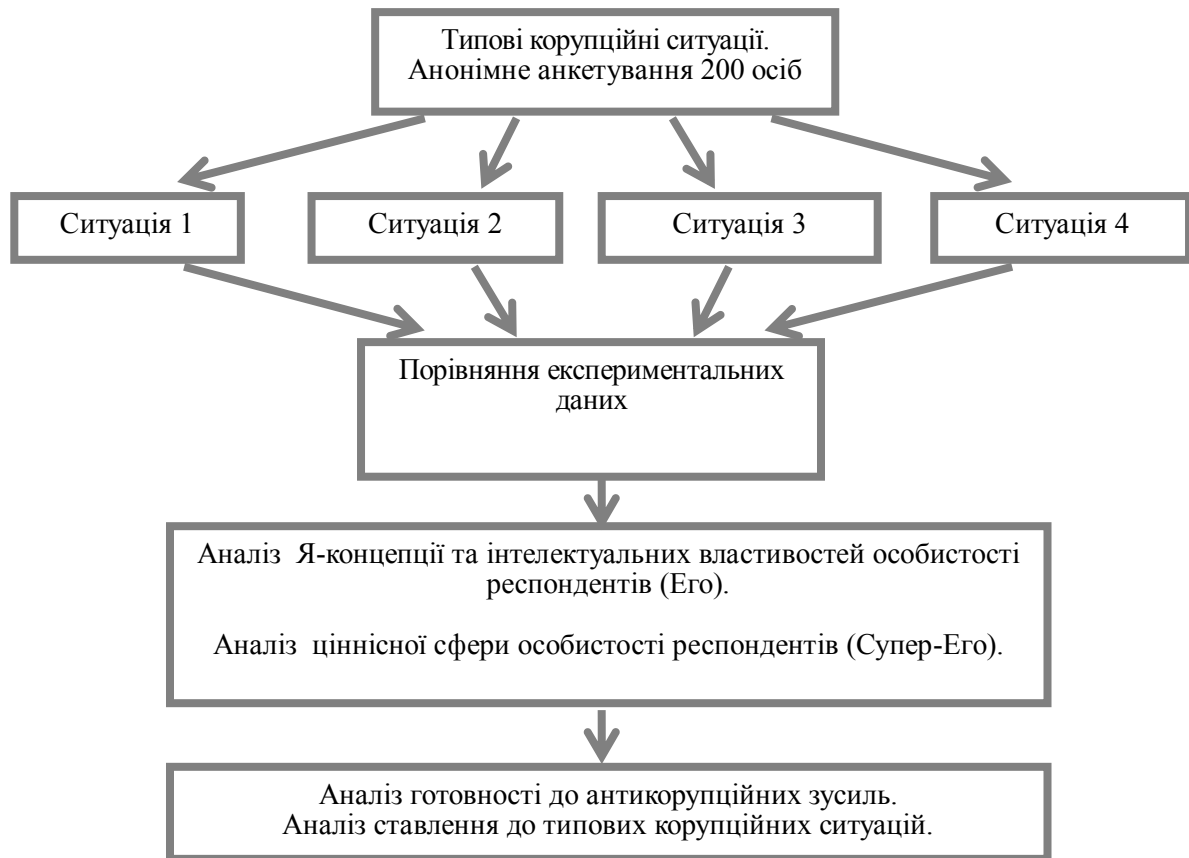 Типові корупційні ситуації.
Анонімне анкетування 200 осіб
Ситуація 1
Ситуація 2
Ситуація 3
Ситуація 4
Порівняння експериментальних
даних
Аналіз Я-концепції та інтелектуальних властивостей особистості
респондентів (Его).
Аналіз ціннісної сфери особистості респондентів (Супер-Его).
Аналіз готовності до антикорупційних зусиль.
Аналіз ставлення до типових корупційних ситуацій.